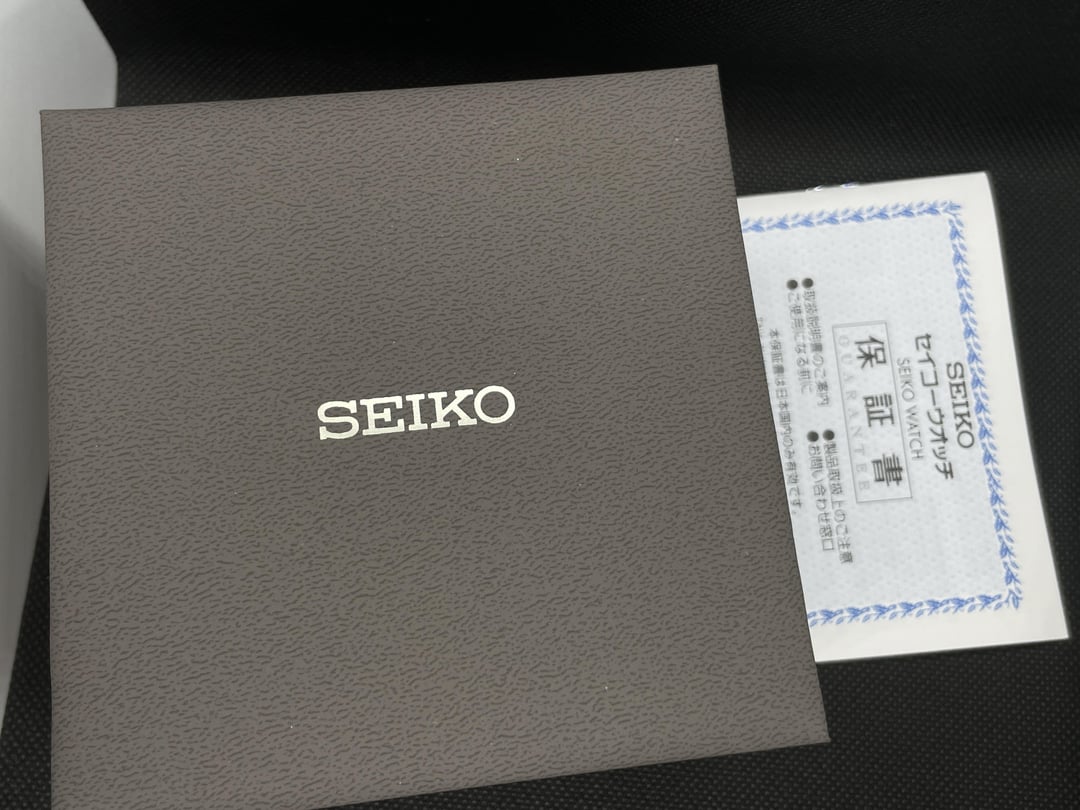 SEIKO
SEIKO
セイコーウオッチ
SEIKO WATCH
保証書
GUARANTEE
●取扱説明書のご案内
●製品取扱上のご注意
●ご使用になる前に
●お問い合わせ窓口
本保証書は日本国内のみ有効です。